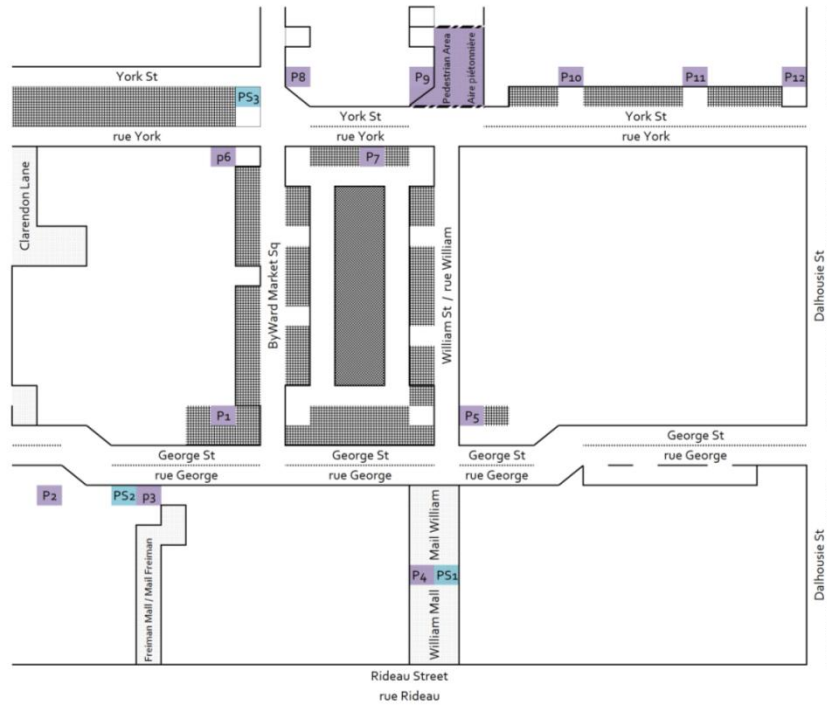 P8
P9
Pedestrian Area
Aire piétonnière
P10
P11
P12
York St
PS3
York St
York St
rue York
rue York
rue York
p6
P7
Clarendon Lane
ByWard Market Sq
William St / rue William
Dalhousie St
P1
P5
George St
George St
George St
George St
rue George
rue George
rue George
rue George
P2
PS2
p3
Freiman Mall / Mail Freiman
Mail William
P4
PS1
William Mall
Dalhousie St
Rideau Street
rue Rideau